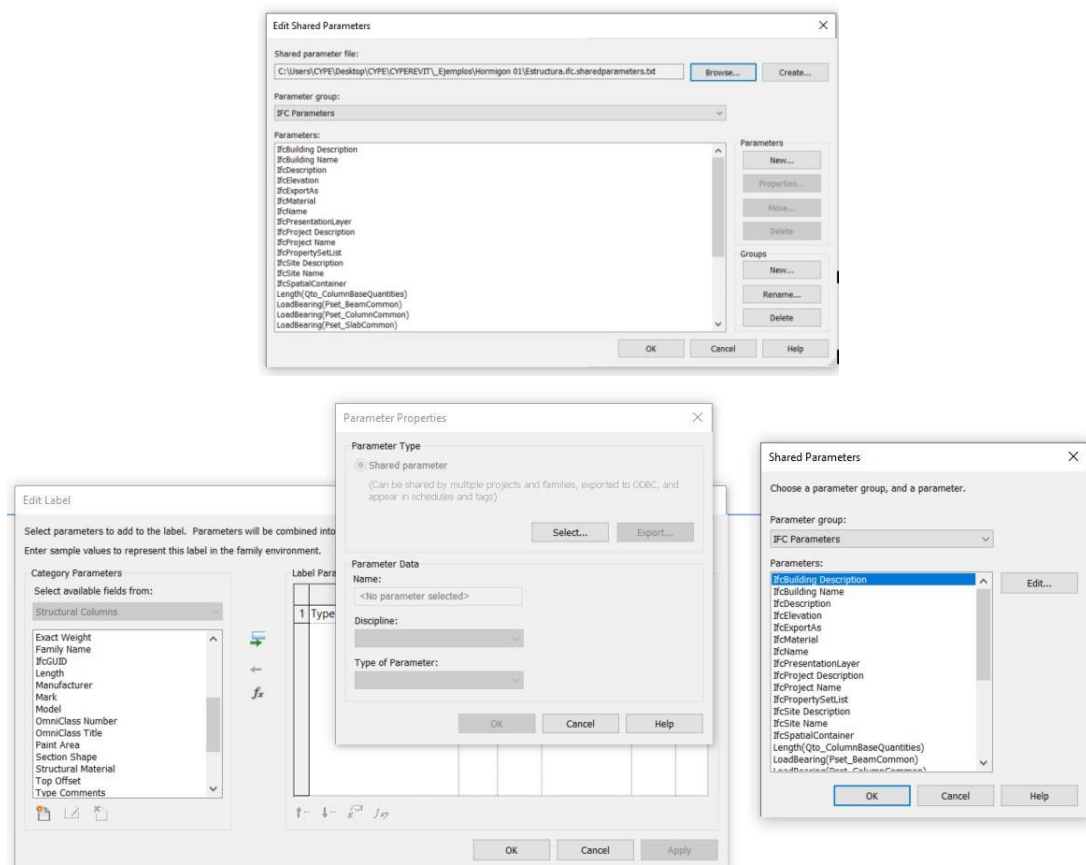 Edit Shared Parameters
Shared parameter file:
C:\Users\CYPE\Desktop\CYPE\CYPEREVIT\_Ejemplos\Hormigon 01\Estructura.ifc.sharedparameters.txt
Browse...
Create...
Parameter group:
IFC Parameters
Parameters:
IfcBuilding Description
IfcBuilding Name
IfcDescription
IfcElevation
IfcExportAs
IfcMaterial
IfcName
IfcPresentationLayer
IfcProject Description
IfcProject Name
IfcPropertySetList
IfcSite Description
IfcSite Name
IfcSpatialContainer
Length(Qto_ColumnBaseQuantities)
LoadBearing(Pset_BeamCommon)
LoadBearing(Pset_ColumnCommon)
LoadBearing(Pset_SlabCommon)
Parameters
New...
Properties...
Move...
Delete
Groups
New...
Rename...
Delete
OK
Cancel
Help
Edit Label
Select parameters to add to the label. Parameters will be combined into
Enter sample values to represent this label in the family environment.
Category Parameters
Select available fields from:
Structural Columns
Exact Weight
Family Name
IfcGUID
Length
Manufacturer
Mark
Model
OmniClass Number
OmniClass Title
Paint Area
Section Shape
Structural Material
Top Offset
Type Comments
fx
Label Para
1 Type
OK
Cancel
Apply
Parameter Properties
Parameter Type
Shared parameter
(Can be shared by multiple projects and families, exported to ODBC, and
appear in schedules and tags)
Select...
Export...
Parameter Data
Name:
<No parameter selected>
Discipline:
Type of Parameter:
OK
Cancel
Help
Shared Parameters
Choose a parameter group, and a parameter.
Parameter group:
IFC Parameters
Parameters:
IfcBuilding Description
IfcBuilding Name
IfcDescription
IfcElevation
IfcExportAs
IfcMaterial
IfcName
IfcPresentationLayer
IfcProject Description
IfcProject Name
IfcPropertySetList
IfcSite Description
IfcSite Name
IfcSpatialContainer
Length(Qto_ColumnBaseQuantities)
LoadBearing(Pset_BeamCommon)
LoadBearing(Pset_ColumnCommon)
Edit...
OK
Cancel
Help